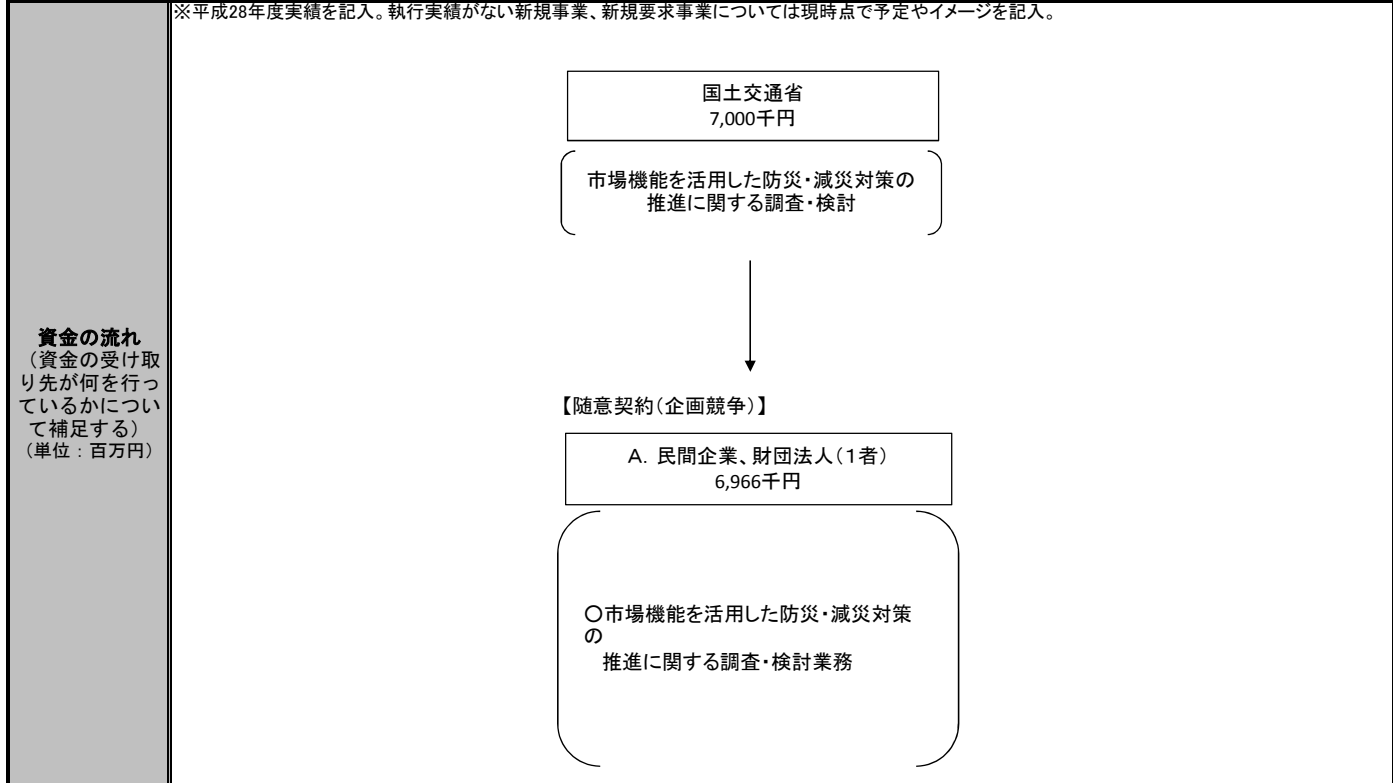 ※平成28年度実績を記入。執行実績がない新規事業、新規要求事業については現時点で予定やイメージを記入。
国土交通省
7,000千円
市場機能を活用した防災・減災対策の
推進に関する調査・検討
資金の流れ
（資金の受け取
り先が何を行っ
ているかについ
て補足する）
（単位：百万円）
【随意契約（企画競争）】
A．民間企業、財団法人（１者）
6,966千円
〇市場機能を活用した防災・減災対策
の
推進に関する調査・検討業務